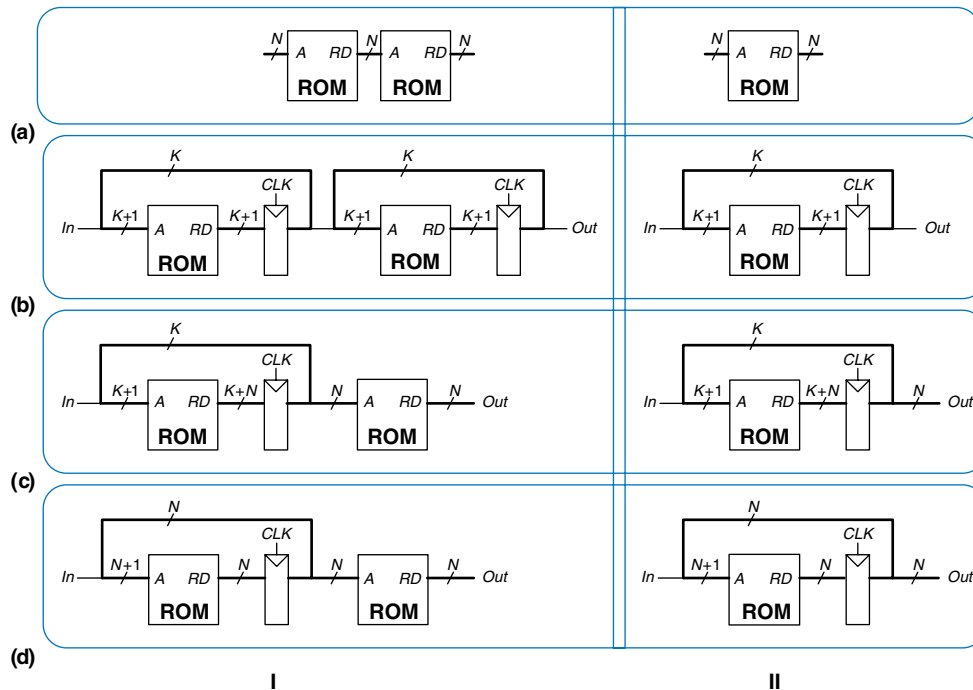 N N N N N
A RD A RD A RD
ROM ROM ROM
(a)
K K K
CLK CLK CLK
In K+1 A RD K+1 K+1 A RD K+1 Out In K+1 A RD K+1 Out
ROM ROM ROM
(b)
K K
CLK CLK
In K+1 A RD K+N N A RD N Out In K+1 A RD K+N N Out
ROM ROM ROM
(c)
N N
CLK CLK
In N+1 A RD N N A RD N Out In N+1 A RD N N Out
ROM ROM ROM
(d)
I II